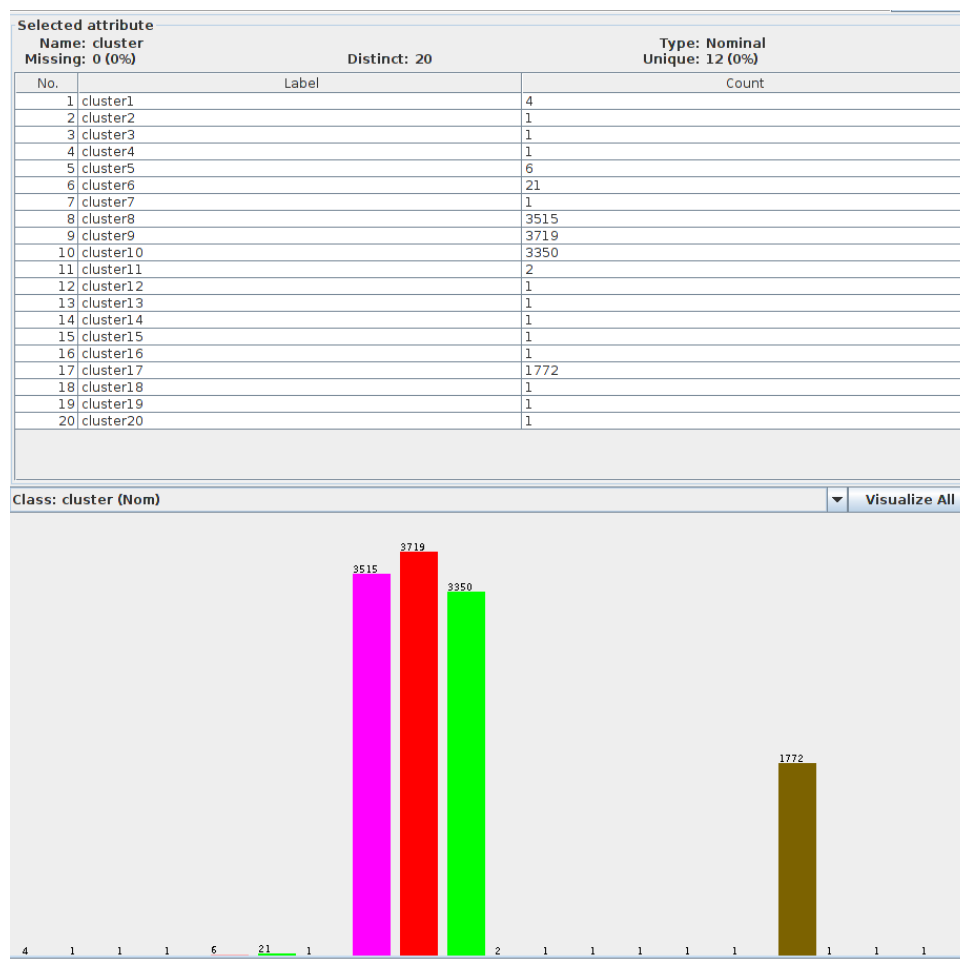 Selected attribute
Name: cluster Type: Nominal
Missing: 0 (0%) Distinct: 20 Unique: 12 (0%)
No. Label Count
1 cluster1 4
2 cluster2 1
3 cluster3 1
4 cluster4 1
5 cluster5 6
6 cluster6 21
7 cluster7 1
8 cluster8 3515
9 cluster9 3719
10 cluster10 3350
11 cluster11 2
12 cluster12 1
13 cluster13 1
14 cluster14 1
15 cluster15 1
16 cluster16 1
17 cluster17 1772
18 cluster18 1
19 cluster19 1
20 cluster20 1
Class: cluster (Nom) Visualize All
3719
3515
3350
1772
4 1 1 1 6 21 1 2 1 1 1 1 1 1 1 1